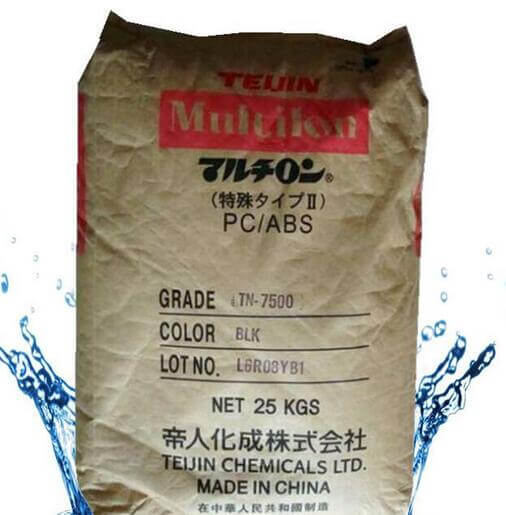 TEIJIN
Multilon
マルチロン®
(特殊タイプⅡ)
PC/ABS
GRADE TN-7500
COLOR BLK
LOT NO. L6R08YB1
NET 25 KGS
帝人化成株式会社
TEIJIN CHEMICALS LTD.
MADE IN CHINA
在中華人民共和國制造